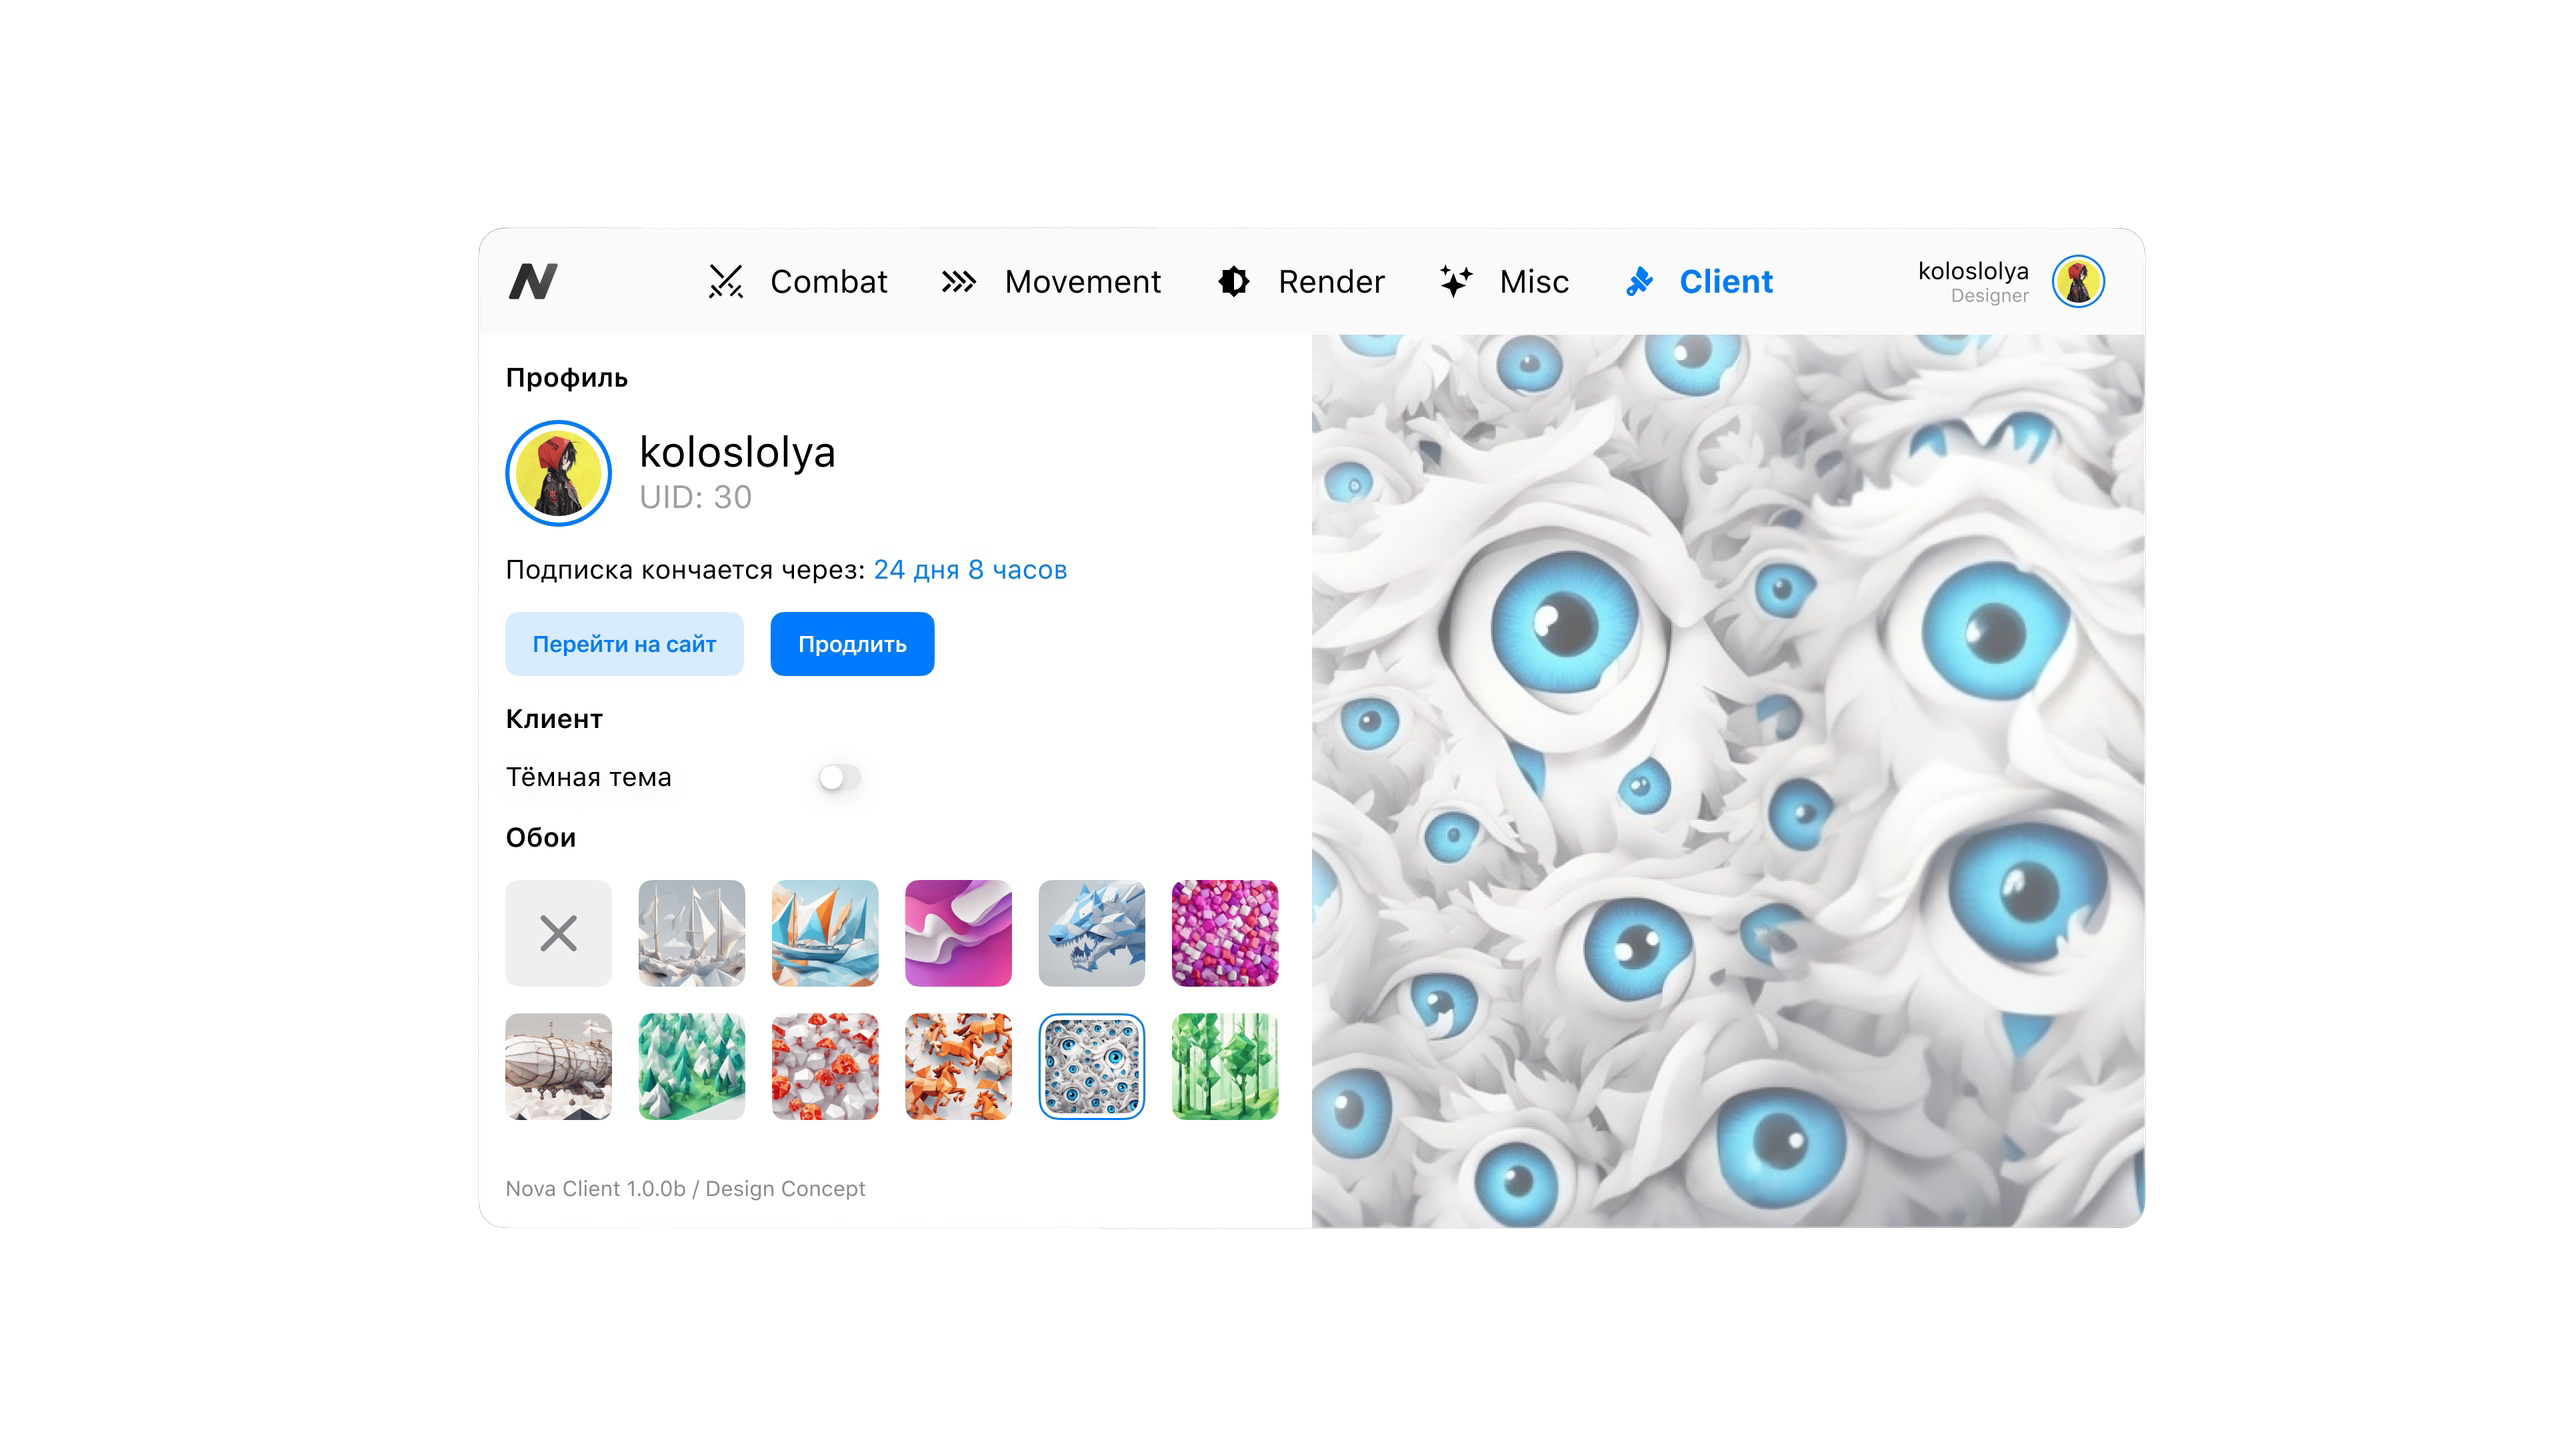 Combat Movement Render Misc Client
koloslolya
Designer
Профиль
koloslolya
UID: 30
Подписка кончается через: 24 дня 8 часов
Перейти на сайт Продлить
Клиент
Тёмная тема
Обои
Nova Client 1.0.0b / Design Concept